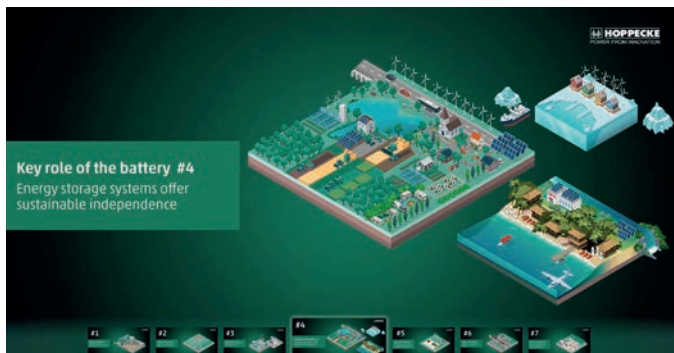 HOPPECKE
POWER FROM INNOVATION
Key role of the battery #4
Energy storage systems offer
sustainable independence
#1
#2
#3
#4
#5
#6
#7